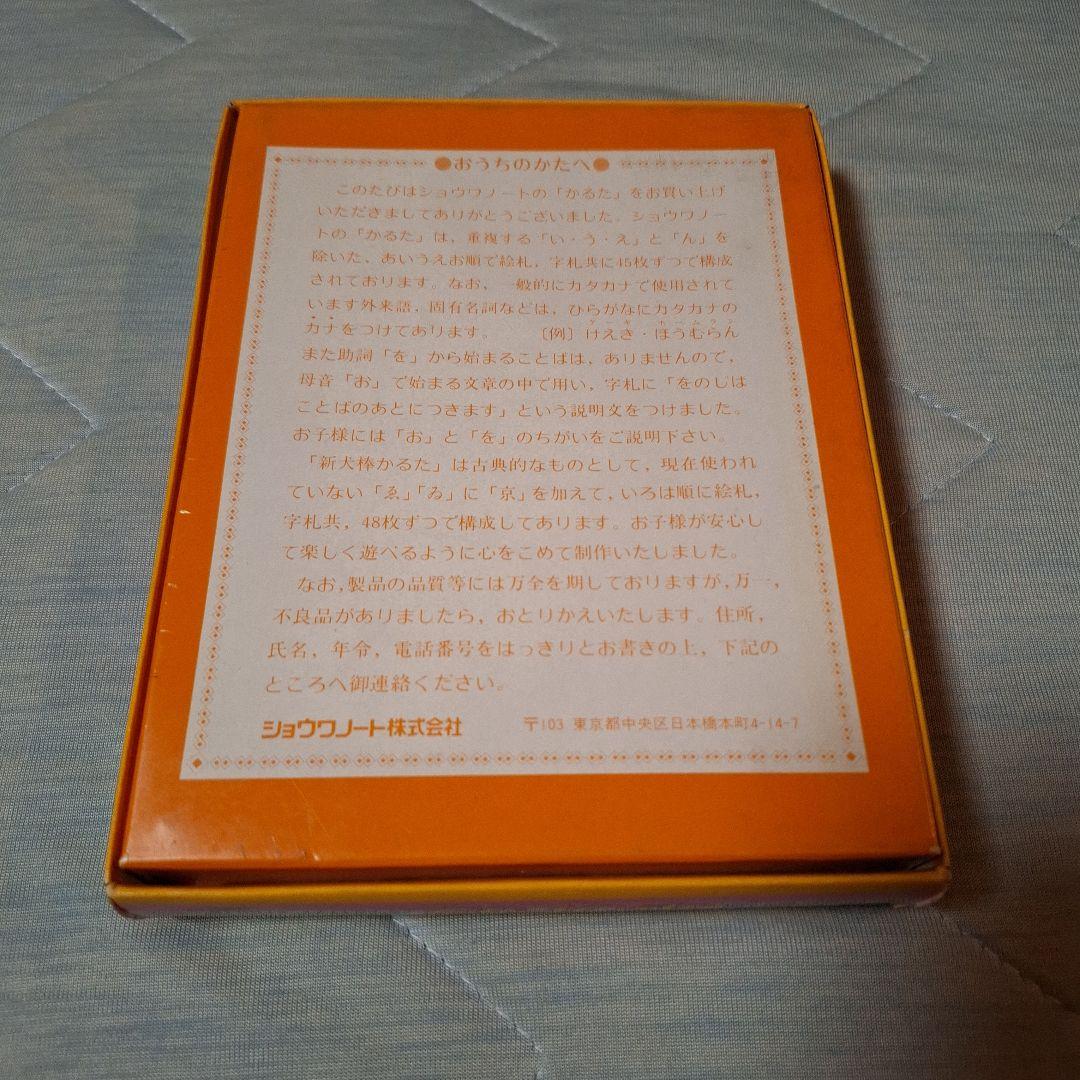 ●おうちのかたへ●
このたびはショウワノートの「かるた」をお買い上げ
いただきましてありがとうございました。ショウワノー
トの「かるた」は、重複する「い・う・え」と「ん」を
除いた、あいうえお順で絵札，字札共に45枚ずつで構成
されております。なお、一般的にカタカナで使用されて
います外来語，固有名詞などは、ひらがなにカタカナの
カナをつけてあります。　〔例〕けえき・ほうむらん
また助詞「を」から始まることばは、ありませんので，
母音「お」で始まる文章の中で用い，字札に「をのじは
ことばのあとにつきます」という説明文をつけました。
お子様には「お」と「を」のちがいをご説明下さい。
「新犬棒かるた」は古典的なものとして，現在使われ
ていない「ゑ」「ゐ」に「京」を加えて，いろは順に絵札，
字札共，48枚ずつで構成してあります。お子様が安心し
て楽しく遊べるように心をこめて制作いたしました。
なお，製品の品質等には万全を期しておりますが，万一，
不良品がありましたら，おとりかえいたします。住所，
氏名，年令，電話番号をはっきりとお書きの上，下記の
ところへ御連絡ください。
ショウワノート株式会社　〒103 東京都中央区日本橋本町4-14-7